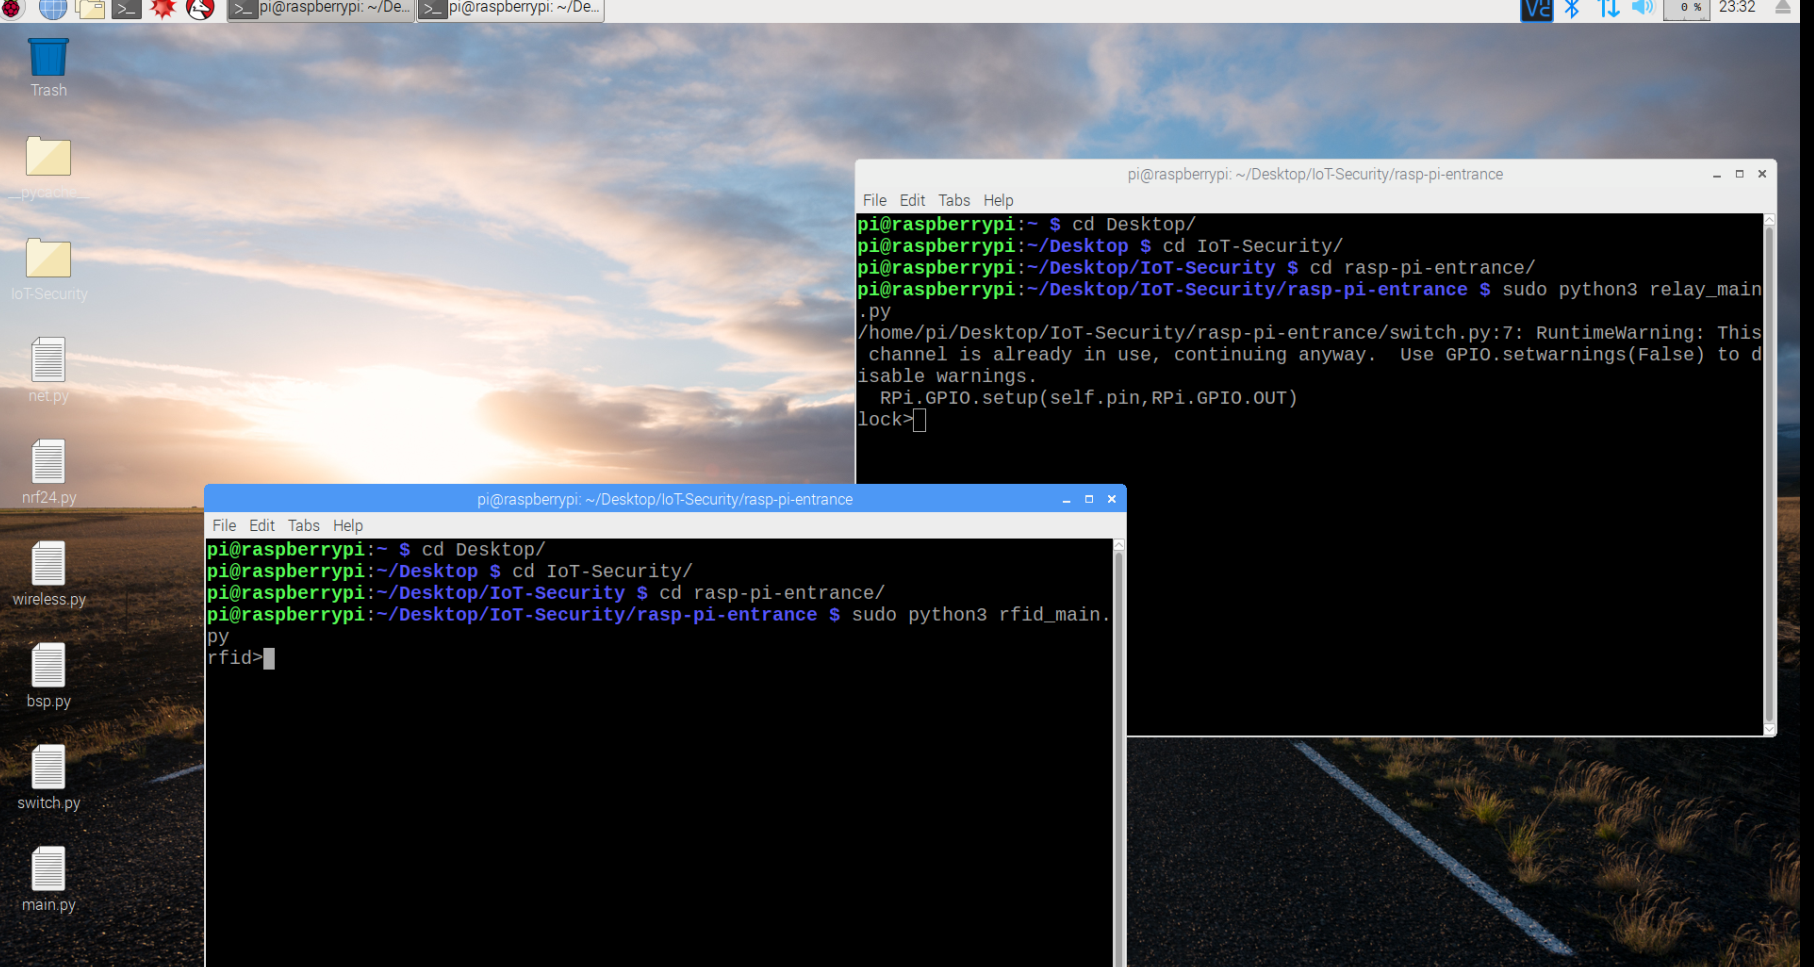 pi@raspberrypi: ~/De...
pi@raspberrypi: ~/De...
0 %
23:32
Trash
__pycache__
IoT-Security
net.py
nrf24.py
wireless.py
bsp.py
switch.py
main.py
pi@raspberrypi: ~/Desktop/IoT-Security/rasp-pi-entrance
File Edit Tabs Help
pi@raspberrypi:~ $ cd Desktop/
pi@raspberrypi:~/Desktop $ cd IoT-Security/
pi@raspberrypi:~/Desktop/IoT-Security $ cd rasp-pi-entrance/
pi@raspberrypi:~/Desktop/IoT-Security/rasp-pi-entrance $ sudo python3 relay_main
.py
/home/pi/Desktop/IoT-Security/rasp-pi-entrance/switch.py:7: RuntimeWarning: This
 channel is already in use, continuing anyway.  Use GPIO.setwarnings(False) to d
isable warnings.
  RPi.GPIO.setup(self.pin,RPi.GPIO.OUT)
lock>
pi@raspberrypi: ~/Desktop/IoT-Security/rasp-pi-entrance
File Edit Tabs Help
pi@raspberrypi:~ $ cd Desktop/
pi@raspberrypi:~/Desktop $ cd IoT-Security/
pi@raspberrypi:~/Desktop/IoT-Security $ cd rasp-pi-entrance/
pi@raspberrypi:~/Desktop/IoT-Security/rasp-pi-entrance $ sudo python3 rfid_main.
py
rfid>